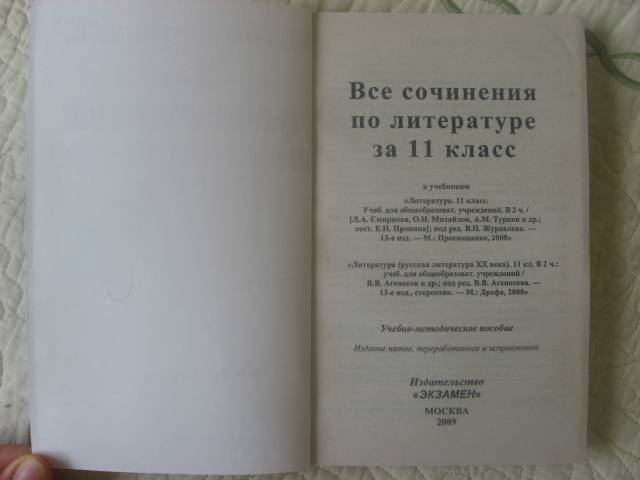 Все сочинения
по литературе
за 11 класс
к учебникам
«Литература. 11 класс.
Учеб. для общеобразоват. учреждений. В 2 ч. /
[Л.А. Смирнова, О.Н. Михайлов, А.М. Турков и др.;
сост. Е.П. Пронина]; под ред. В.П. Журавлева. —
13-е изд. — М.: Просвещение, 2008»
«Литература (русская литература XX века). 11 кл. В 2 ч.:
учеб. для общеобразоват. учреждений /
В.В. Агеносов и др.; под ред. В.В. Агеносова. —
13-е изд., стереотип. — М.: Дрофа, 2008»
Учебно-методическое пособие
Издание пятое, переработанное и исправленное
Издательство
«ЭКЗАМЕН»
МОСКВА
2009